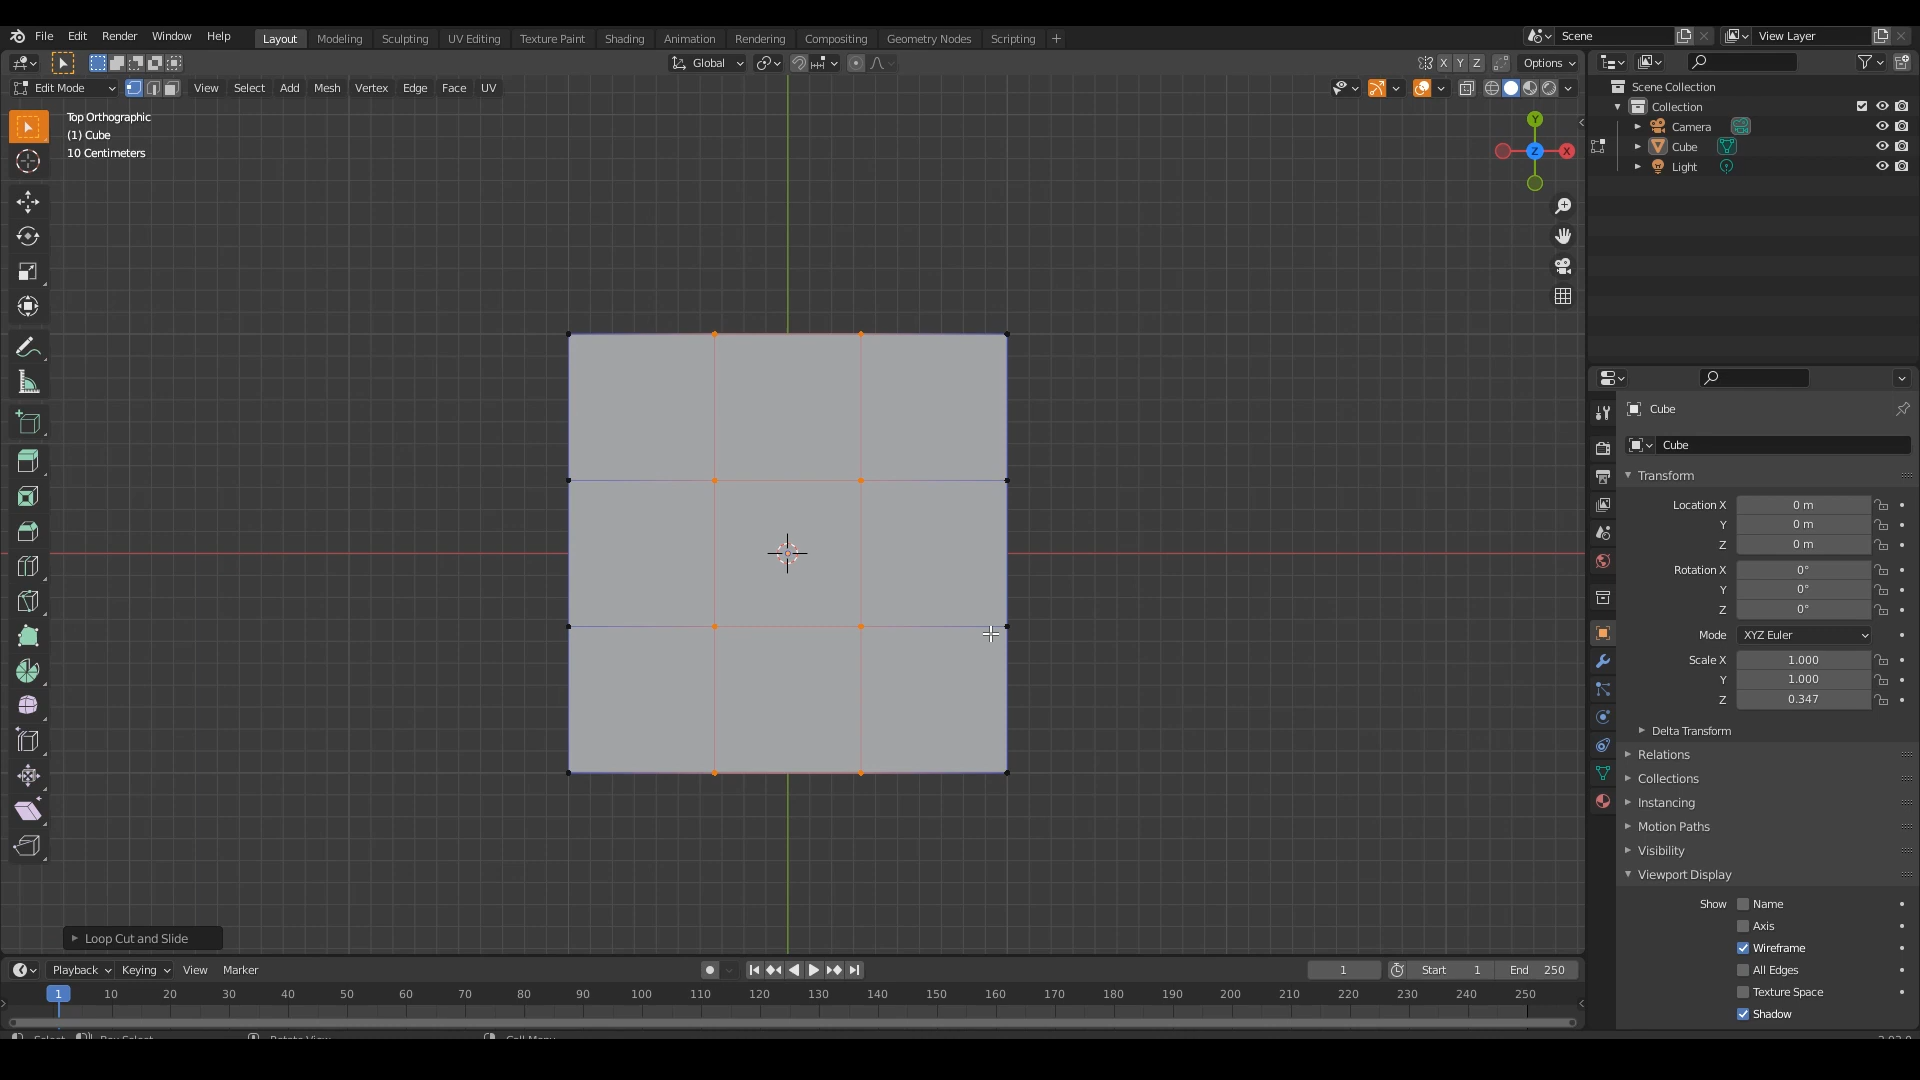 File Edit Render Window Help Layout Modeling Sculpting UV Editing Texture Paint Shading Animation Rendering Compositing Geometry Nodes Scripting + Scene View Layer
Global X Y Z Options
Edit Mode View Select Add Mesh Vertex Edge Face UV
Top Orthographic
(1) Cube
10 Centimeters
Y
Z
X
Scene Collection
Collection
Camera
Cube
Light
Cube
Cube
Transform
Location X 0 m
Y 0 m
Z 0 m
Rotation X 0°
Y 0°
Z 0°
Mode XYZ Euler
Scale X 1.000
Y 1.000
Z 0.347
Delta Transform
Relations
Collections
Instancing
Motion Paths
Visibility
Viewport Display
Show Name
Axis
Wireframe
All Edges
Texture Space
Shadow
Loop Cut and Slide
Playback Keying View Marker 1 Start 1 End 250
1 10 20 30 40 50 60 70 80 90 100 110 120 130 140 150 160 170 180 190 200 210 220 230 240 250